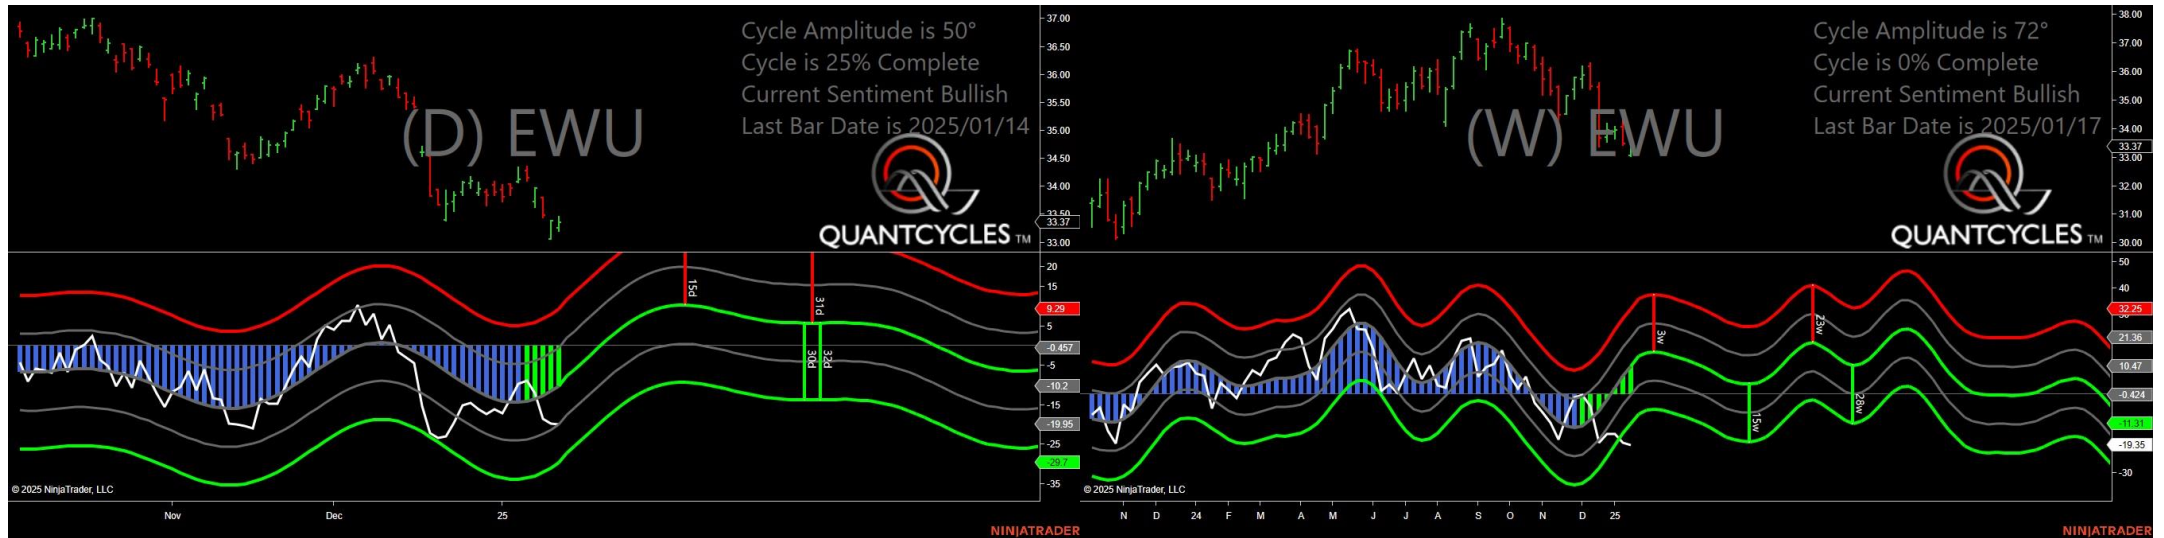 Cycle Amplitude is 50°
Cycle is 25% Complete
Current Sentiment Bullish
Last Bar Date is 2025/01/14
(D) EWU
QUANTCYCLES TM
37.00
36.50
36.00
35.50
35.00
34.50
34.00
33.50
33.37
33.00
20
15
9.29
5
-0.457
-5
-10.2
-15
-19.95
-25
-29.7
-35
15d
31d
30d
32d
© 2025 NinjaTrader, LLC
Nov
Dec
25
NINJATRADER
Cycle Amplitude is 72°
Cycle is 0% Complete
Current Sentiment Bullish
Last Bar Date is 2025/01/17
(W) EWU
QUANTCYCLES TM
38.00
37.00
36.00
35.00
34.00
33.37
33.00
32.00
31.00
30.00
50
40
32.25
21.36
10.47
-0.424
-11.31
-19.35
-30
3w
15w
23w
28w
© 2025 NinjaTrader, LLC
N D 24 F M A M J J A S O N D 25
NINJATRADER